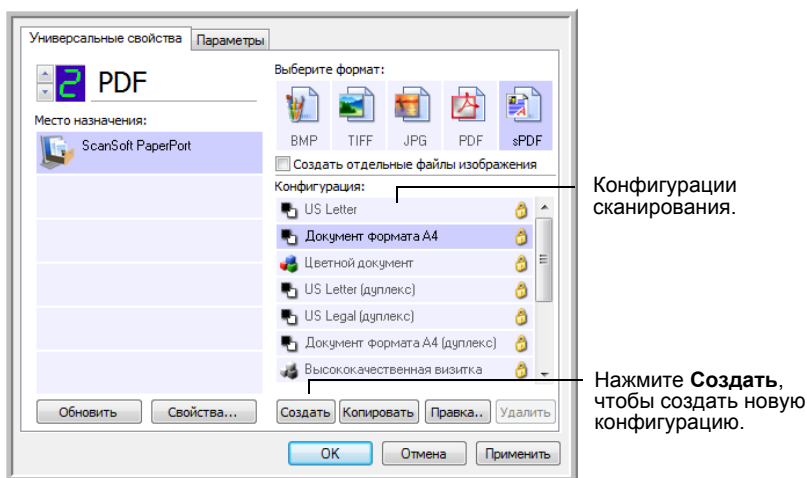 Универсальные свойства Параметры
2 PDF
Место назначения:
ScanSoft PaperPort
Выберите формат:
BMP TIFF JPG PDF sPDF
Создать отдельные файлы изображения
Конфигурация:
US Letter
Документ формата A4
Цветной документ
US Letter (дуплекс)
US Legal (дуплекс)
Документ формата A4 (дуплекс)
Высококачественная визитка
Обновить Свойства... Создать Копировать Правка.. Удалить
OK Отмена Применить
Конфигурации
сканирования.
Нажмите Создать,
чтобы создать новую
конфигурацию.